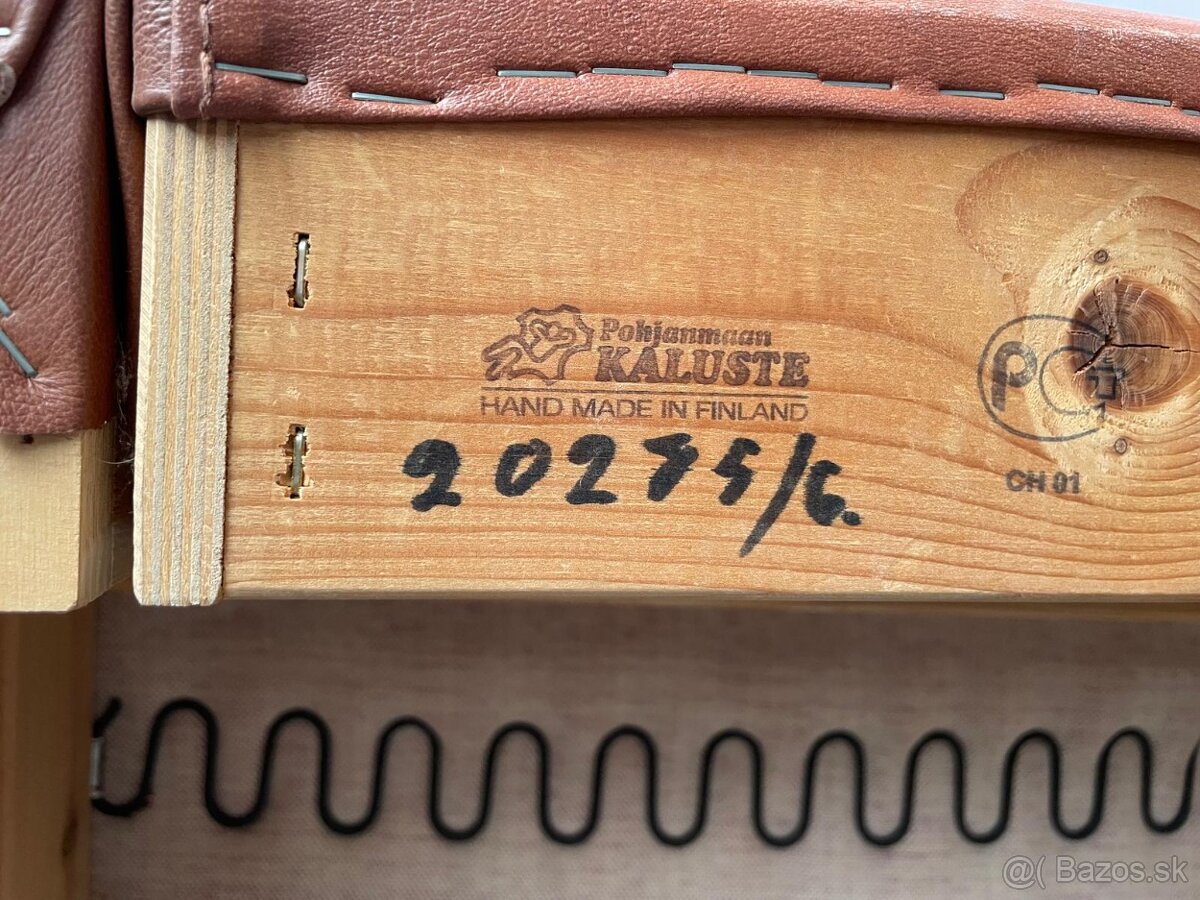 Pohjanmaan
KALUSTE
HAND MADE IN FINLAND
20275/6.
CH 01
@( Bazos.sk